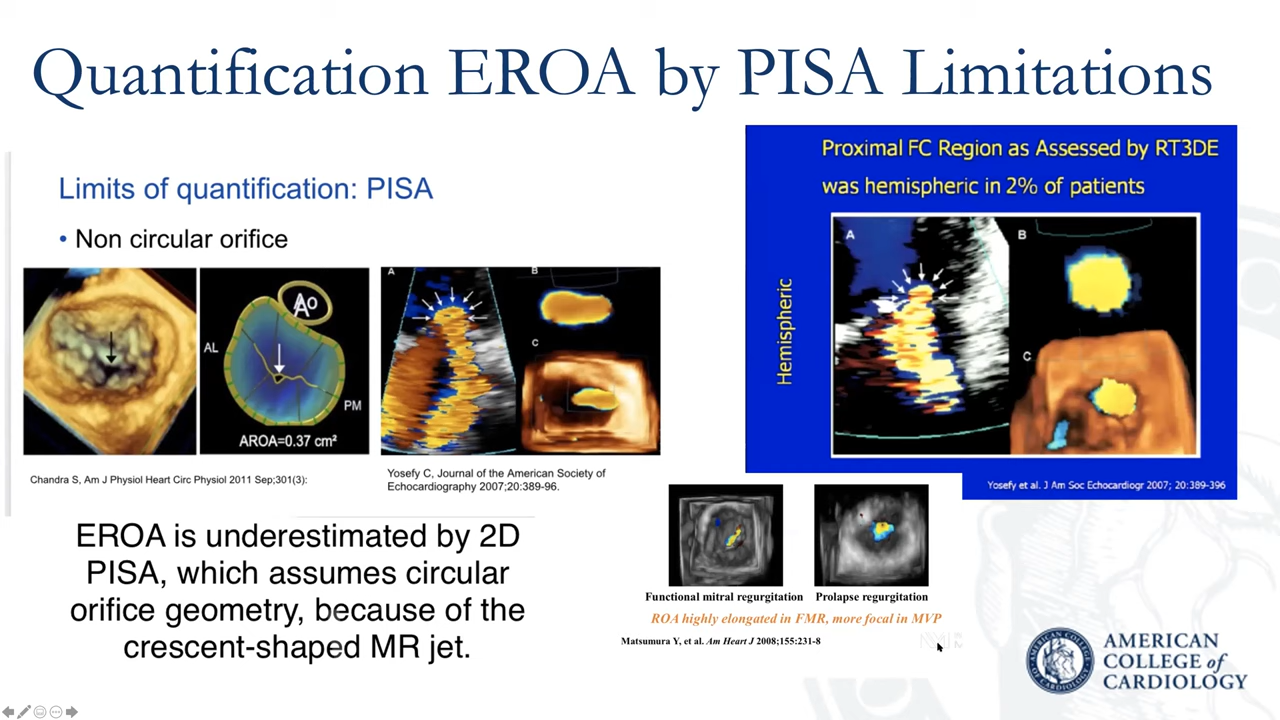 Quantification EROA by PISA Limitations
Limits of quantification: PISA
• Non circular orifice
Ao
AL
PM
AROA=0.37 cm²
A
B
C
Chandra S, Am J Physiol Heart Circ Physiol 2011 Sep;301(3):
Yosefy C, Journal of the American Society of
Echocardiography 2007;20:389-96.
EROA is underestimated by 2D
PISA, which assumes circular
orifice geometry, because of the
crescent-shaped MR jet.
Proximal FC Region as Assessed by RT3DE
was hemispheric in 2% of patients
Hemispheric
A
B
C
Yosefy et al. J Am Soc Echocardiogr 2007; 20:389-396
Functional mitral regurgitation
Prolapse regurgitation
ROA highly elongated in FMR, more focal in MVP
Matsumura Y, et al. Am Heart J 2008;155:231-8
AMERICAN
COLLEGE of
CARDIOLOGY